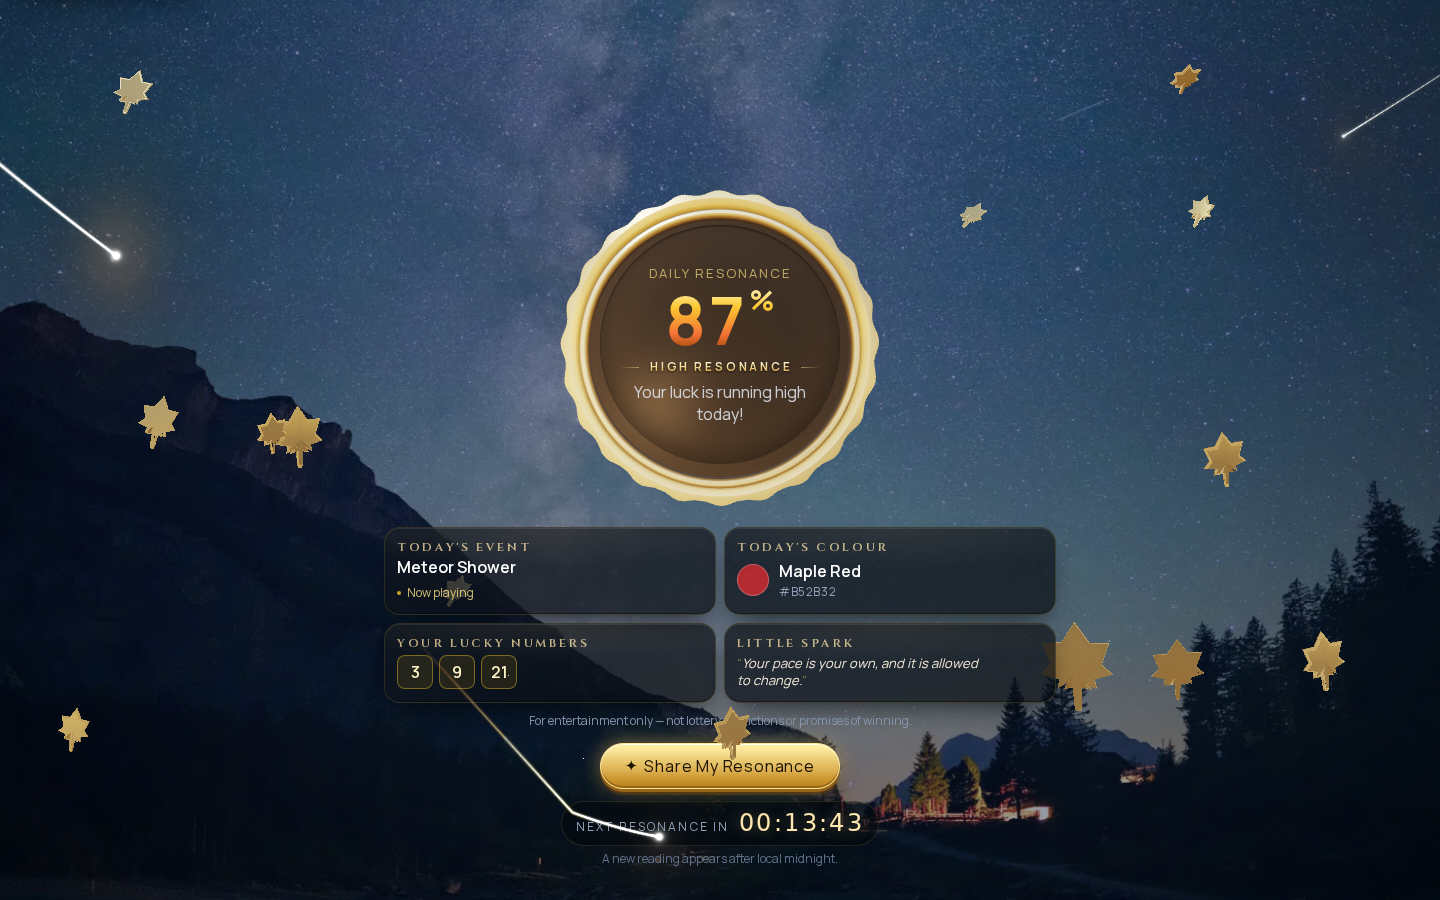 DAILY RESONANCE
87%
HIGH RESONANCE
Your luck is running high
today!
TODAY'S EVENT
Meteor Shower
• Now playing
TODAY'S COLOUR
Maple Red
#B52B32
YOUR LUCKY NUMBERS
3 9 21
LITTLE SPARK
"Your pace is your own, and it is allowed
to change."
For entertainment only — not lottery or promises of winning.
✦ Share My Resonance
NEXT RESONANCE IN 00:13:43
A new reading appears after local midnight.